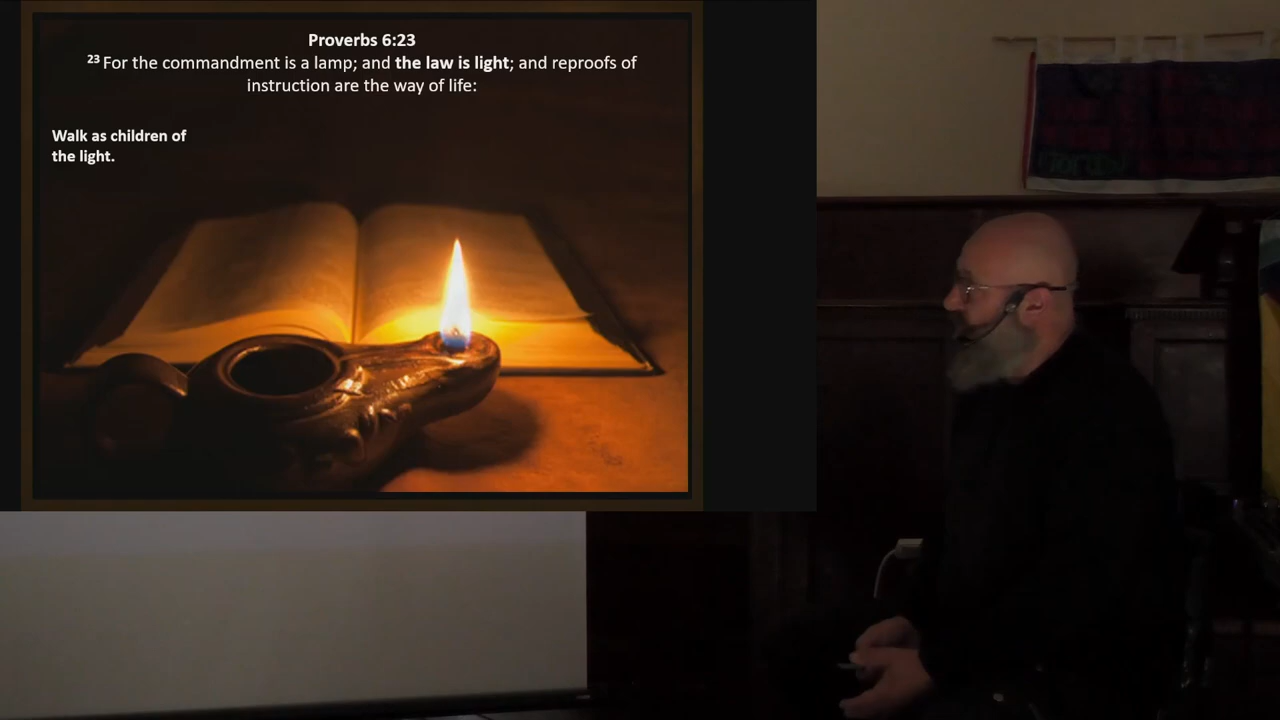 Proverbs 6:23
23 For the commandment is a lamp; and the law is light; and reproofs of
instruction are the way of life:
Walk as children of
the light.